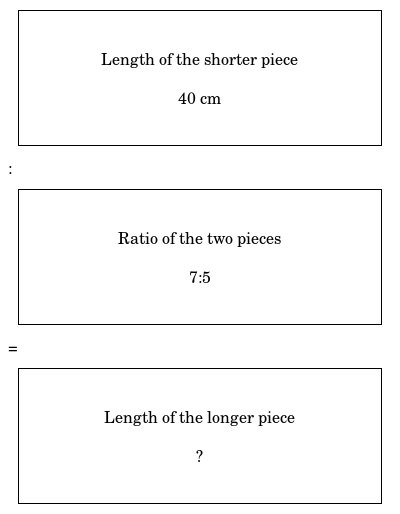 Length of the shorter piece
40 cm
:
Ratio of the two pieces
7:5
=
Length of the longer piece
?